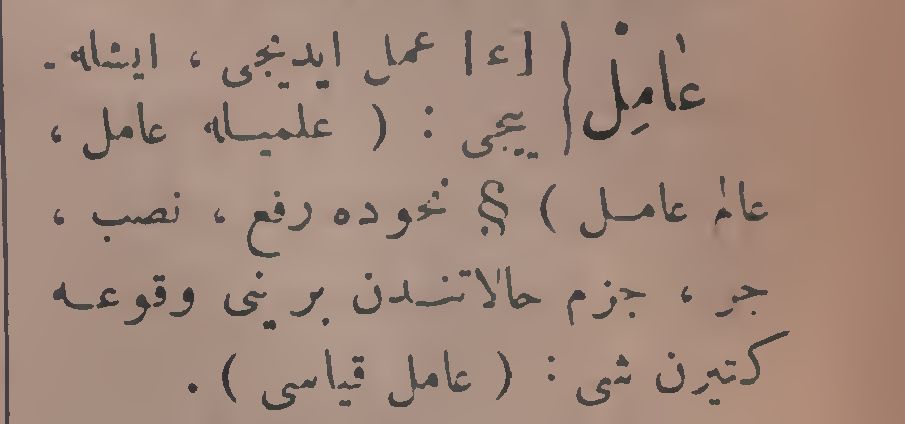 عامِل { [ع] عمل ایدیجی ، ایشله‌-
ییجی : ( علمیله عامل ،
عالم عامل ) § نحوده رفع ، نصب ،
جر ، جزم حالاتندن برینی وقوعه
کتیرن شی : ( عامل قیاسی ) .